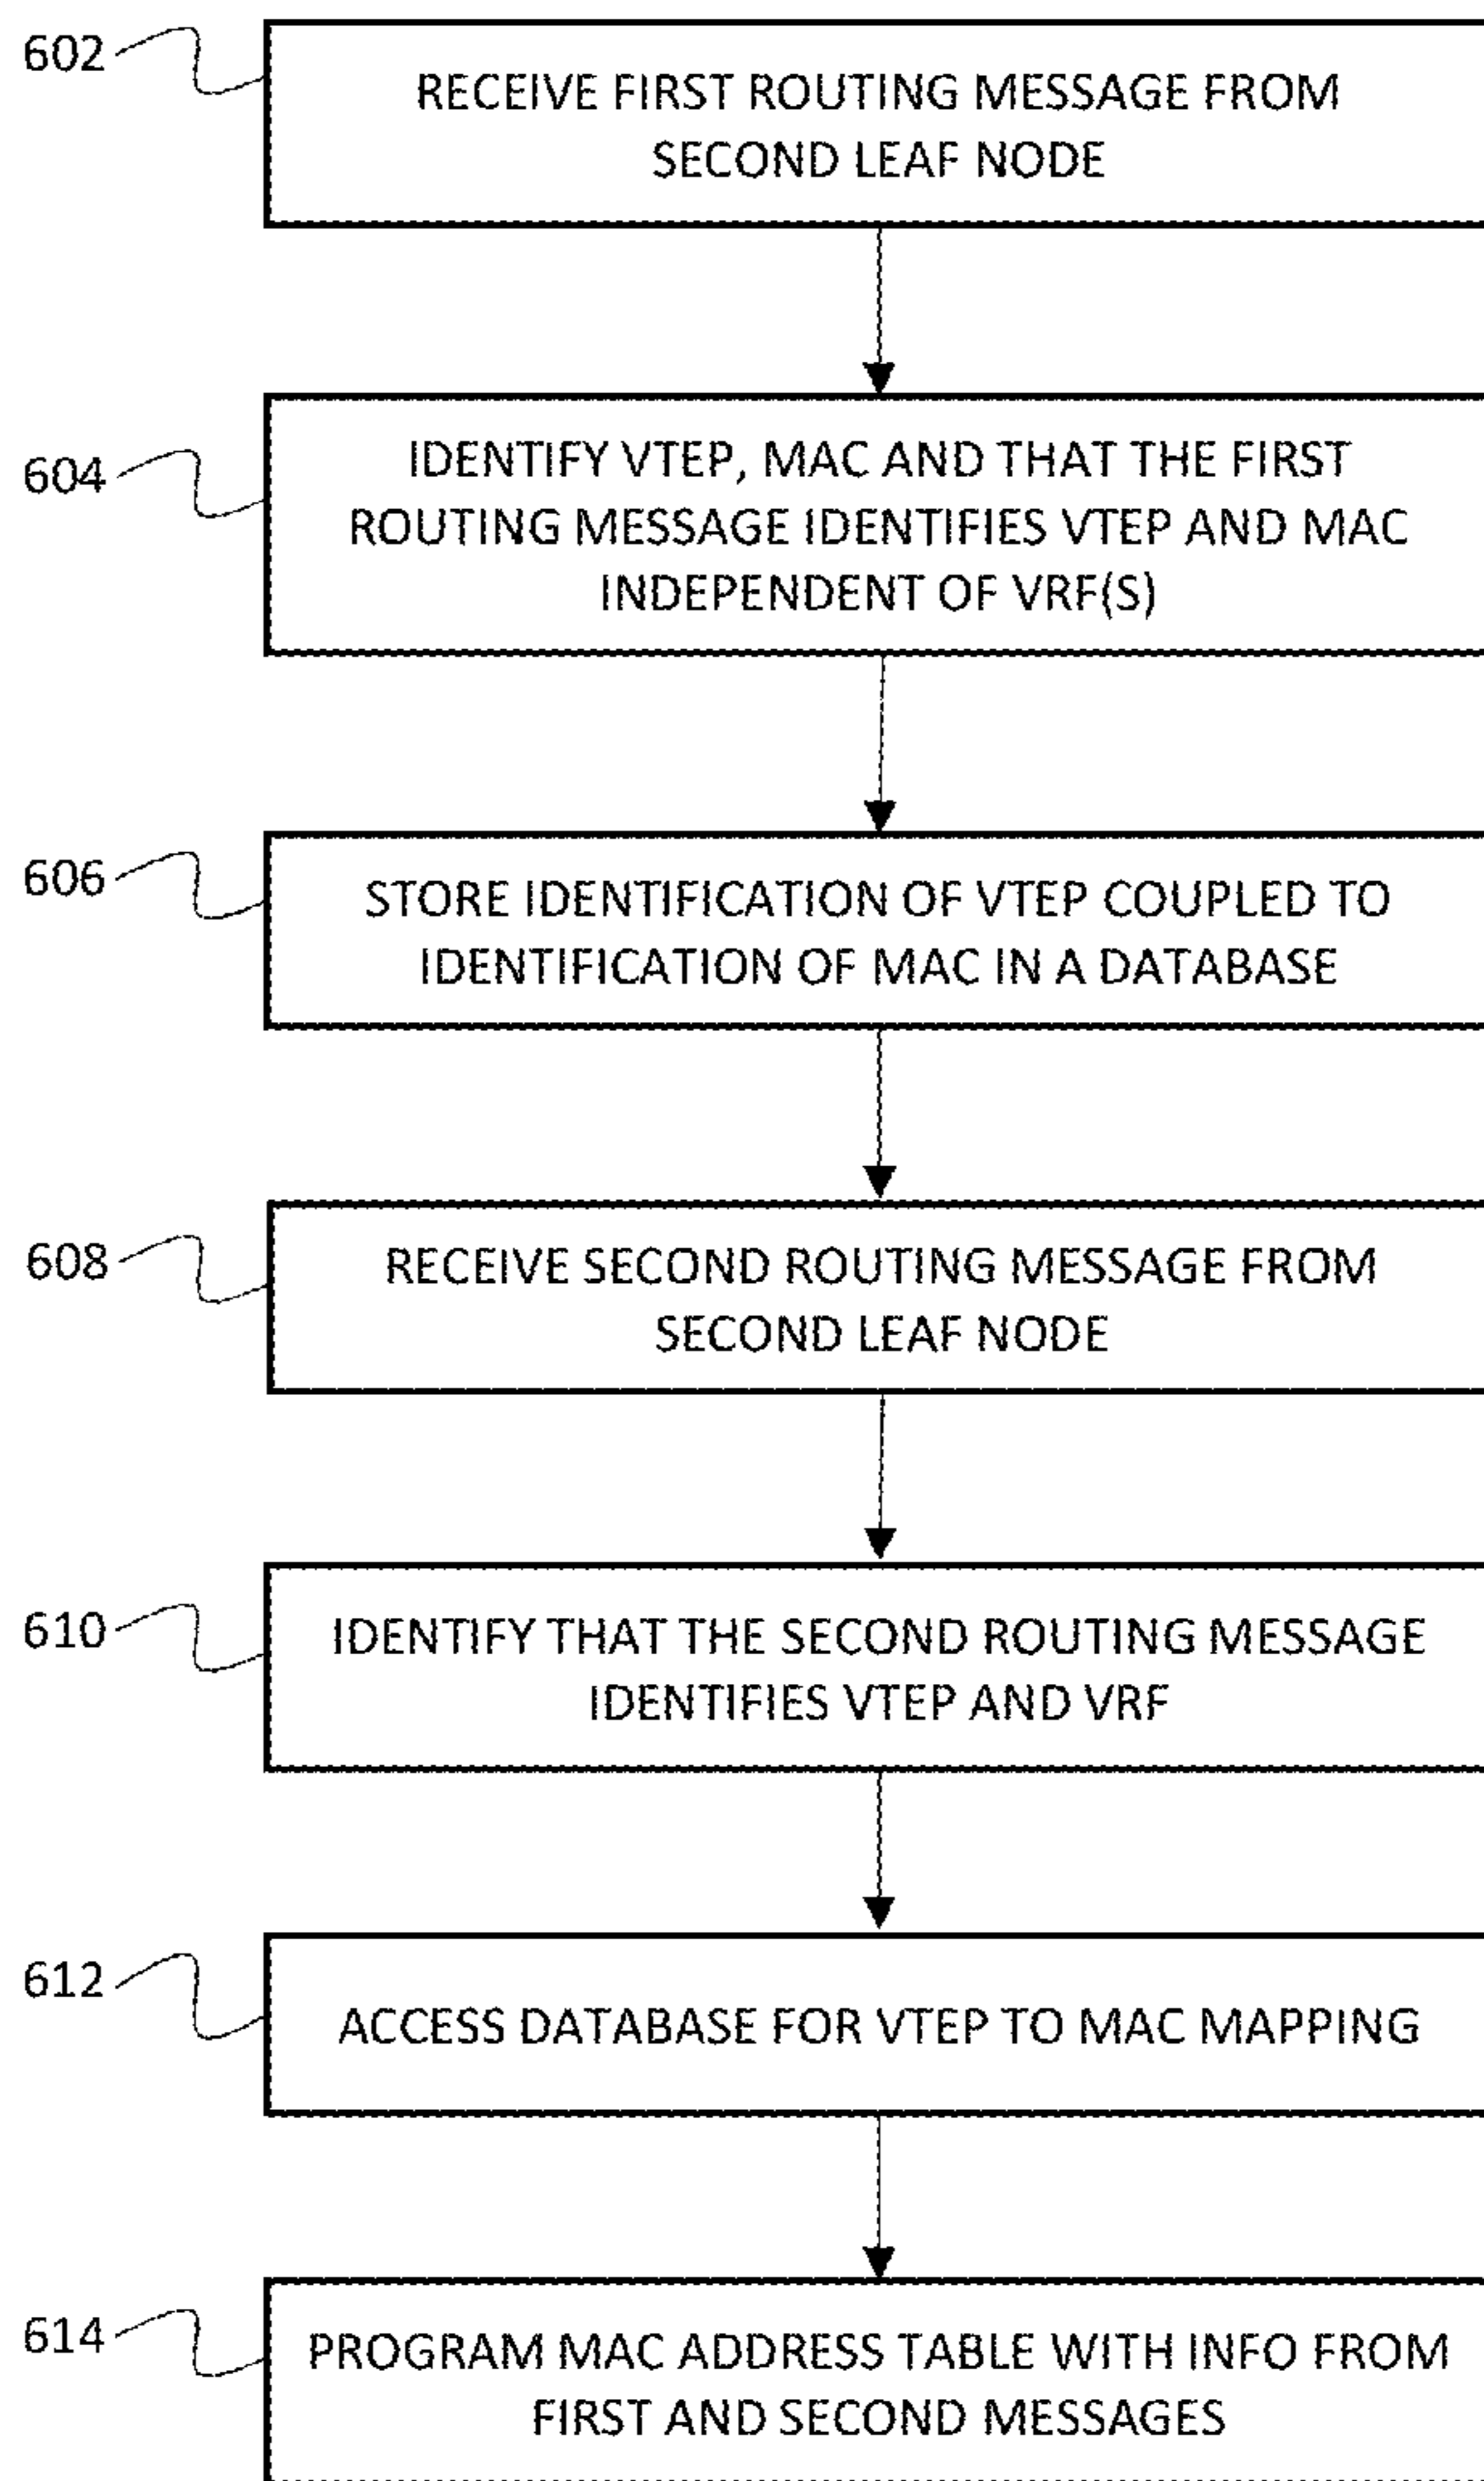 602
RECEIVE FIRST ROUTING MESSAGE FROM
SECOND LEAF NODE
604
IDENTIFY VTEP, MAC AND THAT THE FIRST
ROUTING MESSAGE IDENTIFIES VTEP AND MAC
INDEPENDENT OF VRF(S)
606
STORE IDENTIFICATION OF VTEP COUPLED TO
IDENTIFICATION OF MAC IN A DATABASE
608
RECEIVE SECOND ROUTING MESSAGE FROM
SECOND LEAF NODE
610
IDENTIFY THAT THE SECOND ROUTING MESSAGE
IDENTIFIES VTEP AND VRF
612
ACCESS DATABASE FOR VTEP TO MAC MAPPING
614
PROGRAM MAC ADDRESS TABLE WITH INFO FROM
FIRST AND SECOND MESSAGES